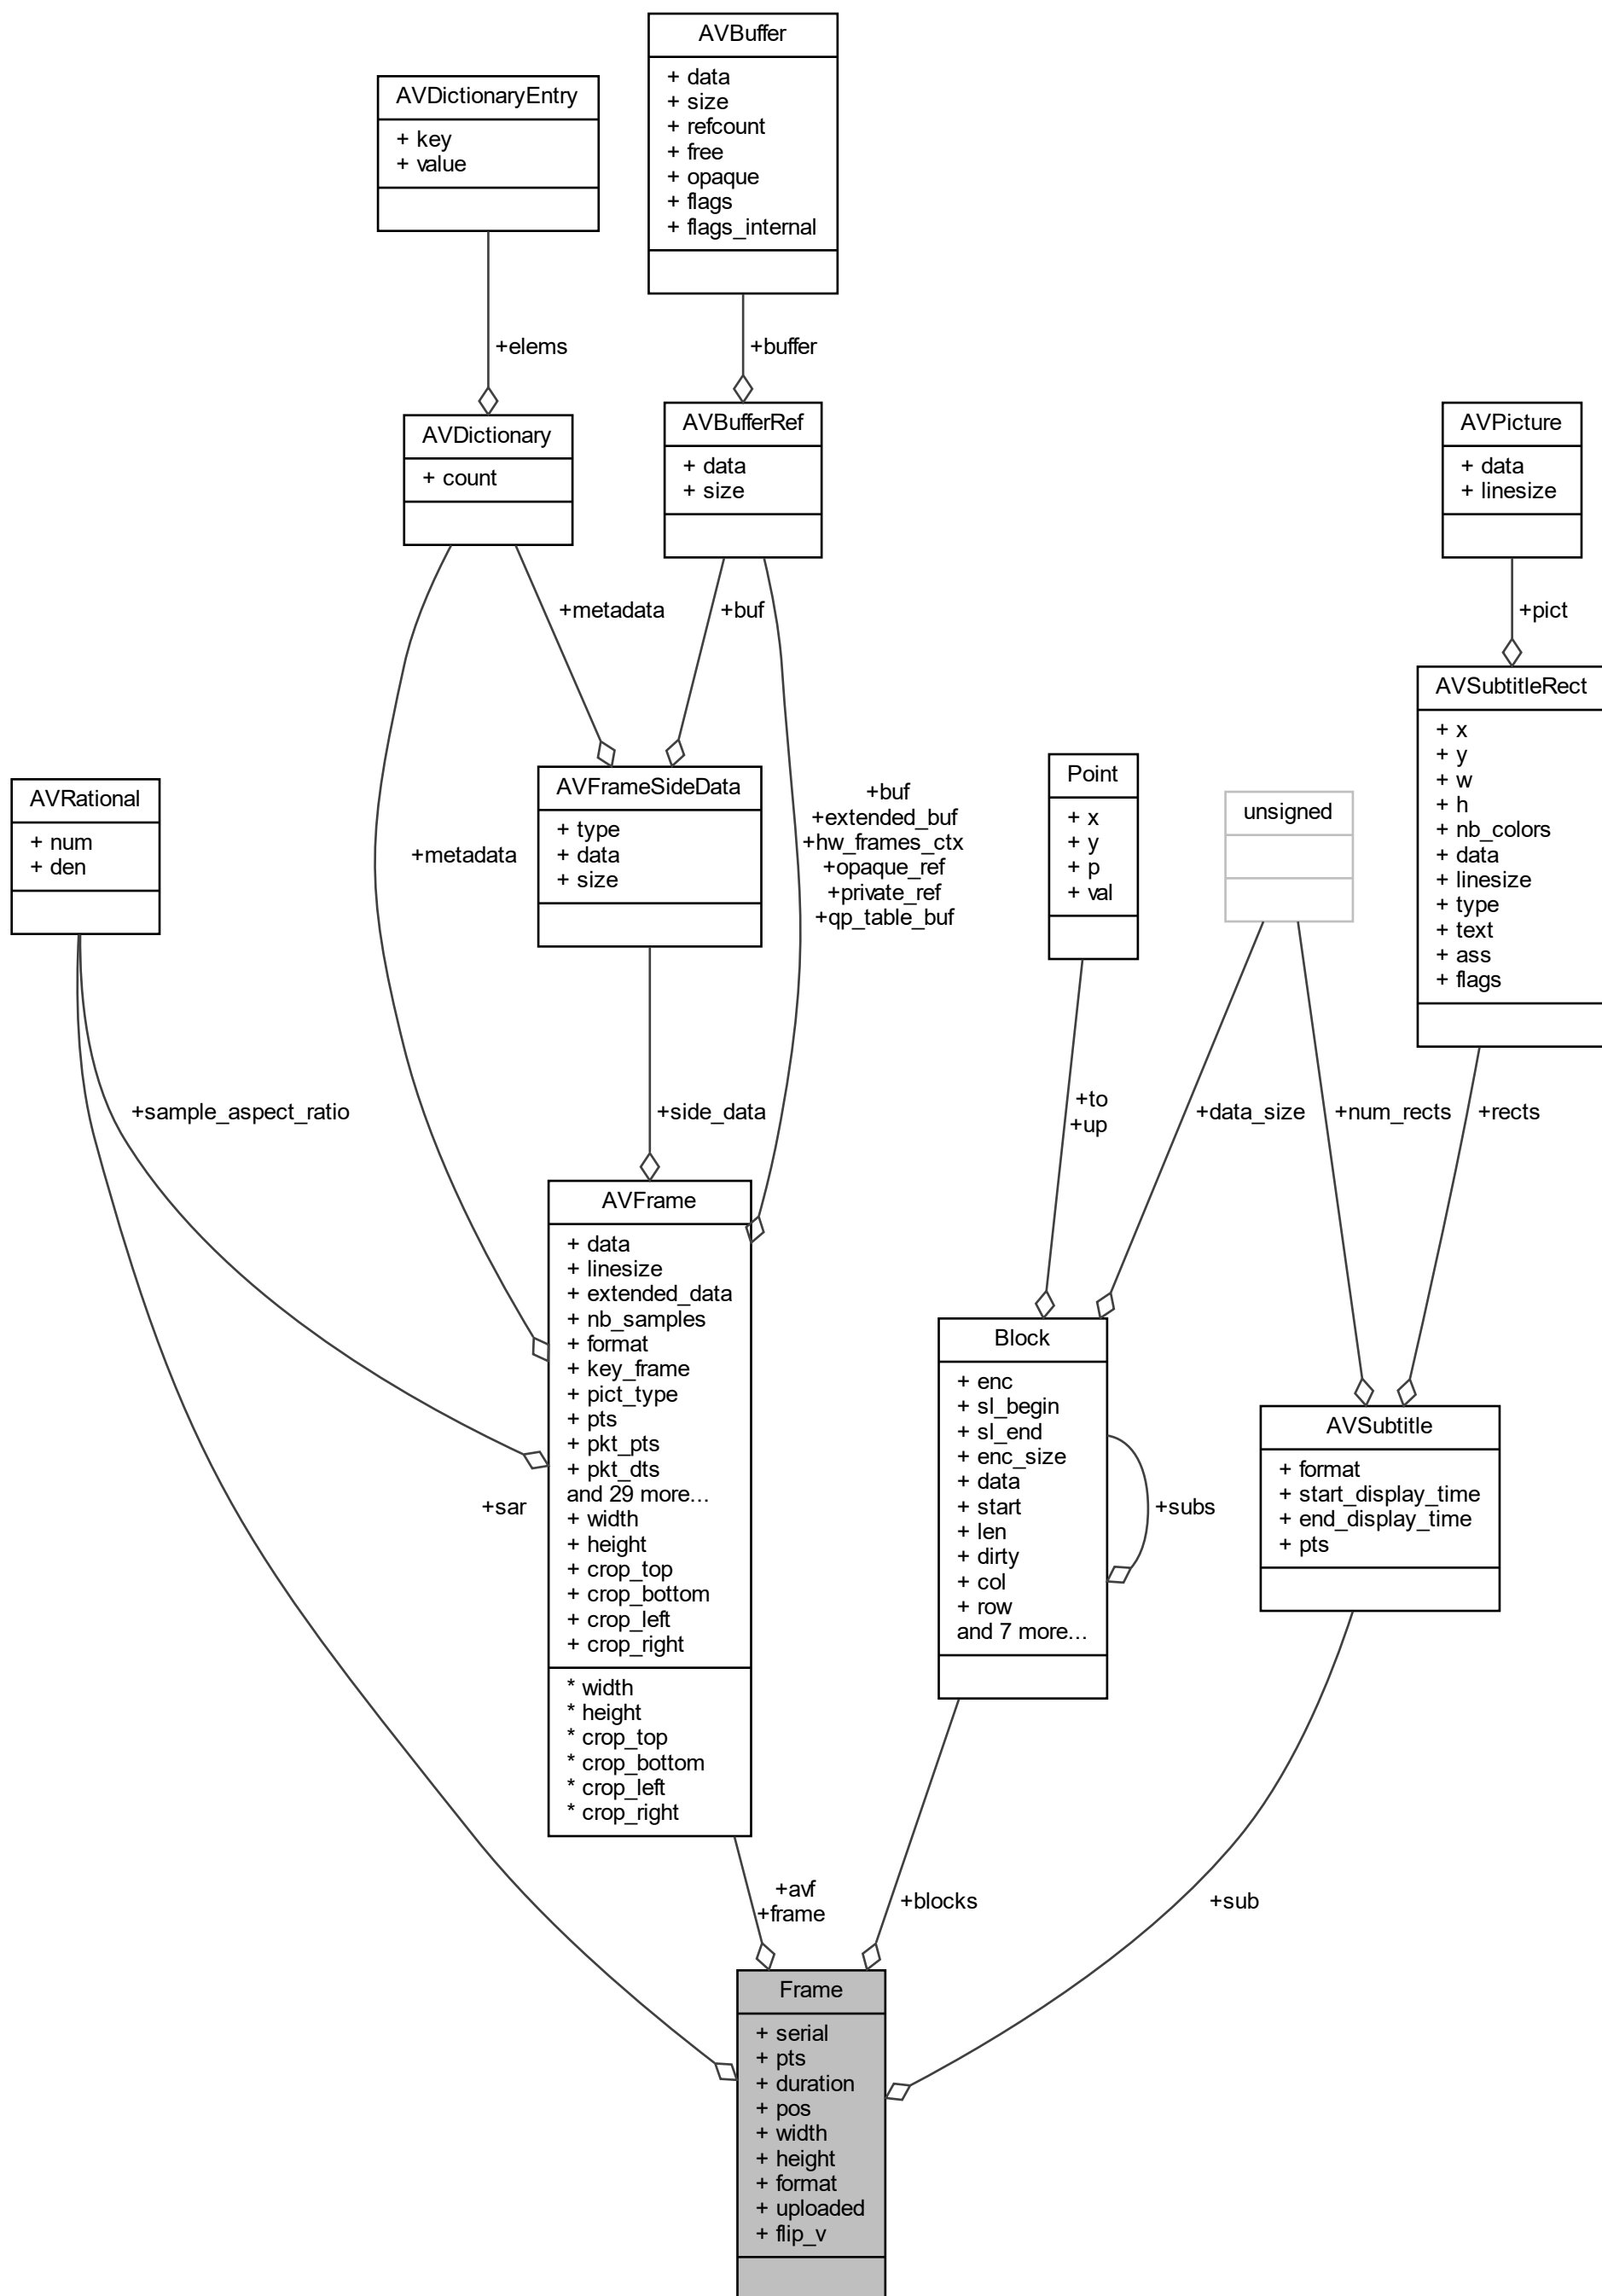 AVBuffer
+ data
+ size
+ refcount
+ free
+ opaque
+ flags
+ flags_internal
AVDictionaryEntry
+ key
+ value
+elems
+buffer
AVDictionary
+ count
AVBufferRef
+ data
+ size
AVPicture
+ data
+ linesize
+metadata
+buf
+pict
AVSubtitleRect
+ x
+ y
+ w
+ h
+ nb_colors
+ data
+ linesize
+ type
+ text
+ ass
+ flags
AVRational
+ num
+ den
+metadata
AVFrameSideData
+ type
+ data
+ size
+buf
+extended_buf
+hw_frames_ctx
+opaque_ref
+private_ref
+qp_table_buf
Point
+ x
+ y
+ p
+ val
unsigned
+sample_aspect_ratio
+side_data
+to
+up
+data_size
+num_rects
+rects
AVFrame
+ data
+ linesize
+ extended_data
+ nb_samples
+ format
+ key_frame
+ pict_type
+ pts
+ pkt_pts
+ pkt_dts
and 29 more...
+ width
+ height
+ crop_top
+ crop_bottom
+ crop_left
+ crop_right
* width
* height
* crop_top
* crop_bottom
* crop_left
* crop_right
+sar
Block
+ enc
+ sl_begin
+ sl_end
+ enc_size
+ data
+ start
+ len
+ dirty
+ col
+ row
and 7 more...
+subs
AVSubtitle
+ format
+ start_display_time
+ end_display_time
+ pts
+avf
+frame
+blocks
+sub
Frame
+ serial
+ pts
+ duration
+ pos
+ width
+ height
+ format
+ uploaded
+ flip_v